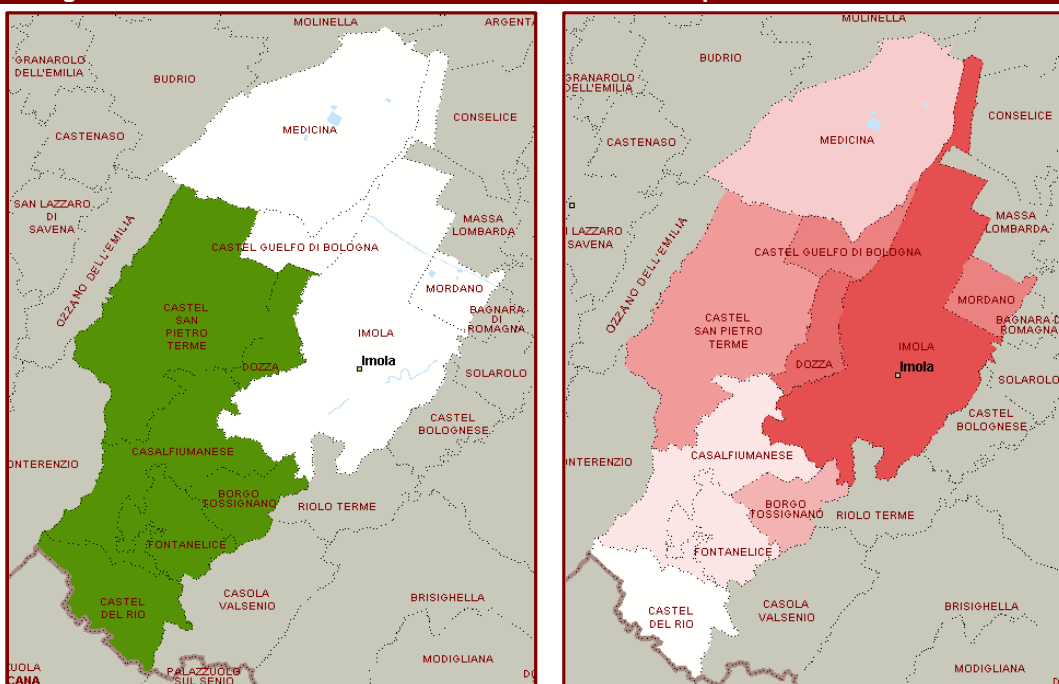 MOLINELLA
ARGENTA
GRANAROLO
DELL'EMILIA
BUDRIO
CASTENASO
CONSELICE
MEDICINA
SAN LAZZARO
DI
SAVENA
OZZANO DELL'EMILIA
MASSA
LOMBARDA
CASTEL GUELFO DI BOLOGNA
MORDANO
BAGNARA
DI
ROMAGNA
CASTEL
SAN
PIETRO
TERME
IMOLA
Imola
DOZZA
SOLAROLO
CASTEL
BOLOGNESE
ONTERENZIO
CASALFIUMANESE
BORGO
TOSSIGNANO
RIOLO TERME
FONTANELICE
CASTEL
DEL RIO
CASOLA
VALSENIO
BRISIGHELLA
MODIGLIANA
PALAZZUOLO
SUL SENIO
ZUOLA
CANA
MOLINELLA
BUDRIO
GRANAROLO
DELL'EMILIA
CASTENASO
CONSELICE
MEDICINA
I LAZZARO
DI
SAVENA
OZZANO DELL'EMILIA
MASSA
LOMBARDA
CASTEL GUELFO DI BOLOGNA
MORDANO
BAGNARA D
ROMAGNA
CASTEL
SAN PIETRO
TERME
IMOLA
Imola
DOZZA
SOLAROLO
CASTEL
BOLOGNESE
NTERENZIO
CASALFIUMANESE
BORGO
TOSSIGNANO
RIOLO TERME
FONTANELICE
CASTEL
DEL RIO
CASOLA
VALSENIO
BRISIGHELLA
MODIGLIANA